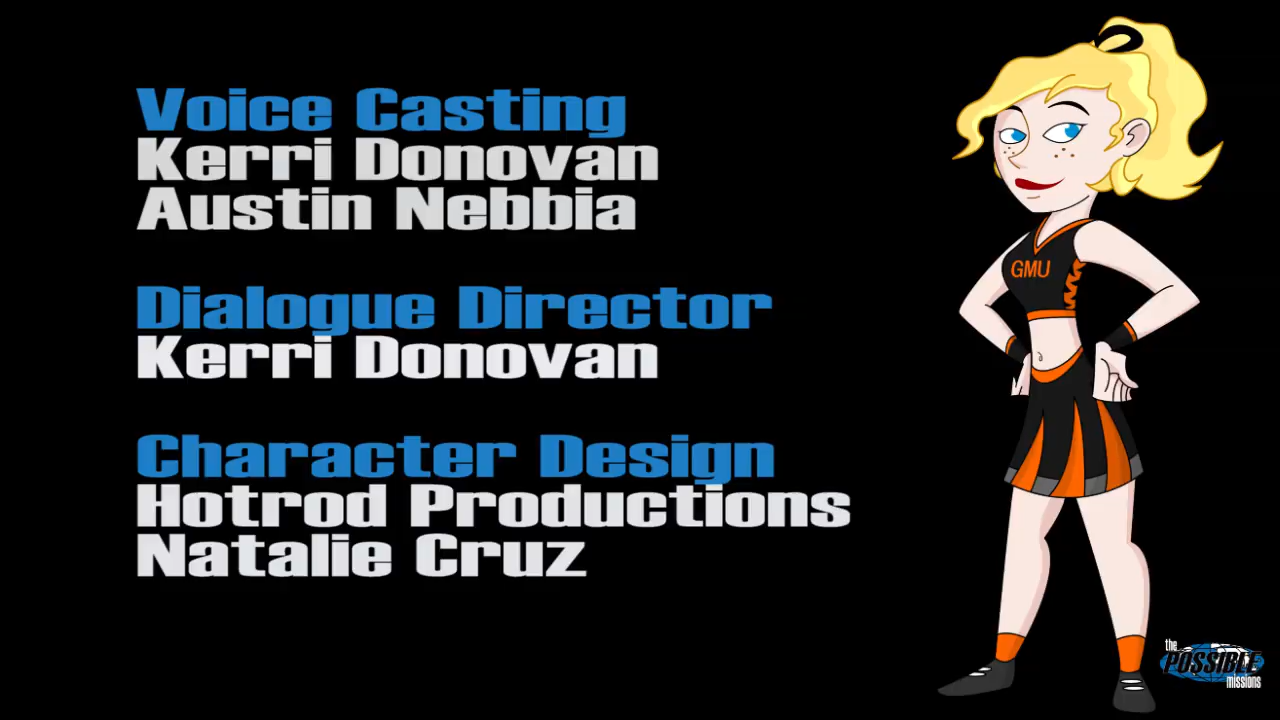 Voice Casting
Kerri Donovan
Austin Nebbia
Dialogue Director
Kerri Donovan
Character Design
Hotrod Productions
Natalie Cruz
GMU
the
POSSIBLE
missions